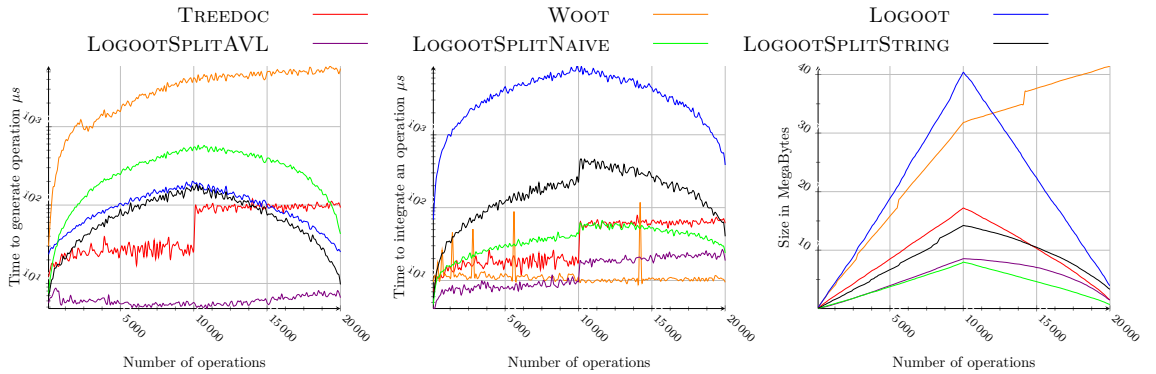 TREEDOC WOOT LOGOOT
LOGOOTSPLITAVL LOGOOTSPLITNAIVE LOGOOTSPLITSTRING
Time to generate operation µs
10³
10²
10¹
5 000 10 000 15 000 20 000
Number of operations
Time to integrate an operation µs
10³
10²
10¹
5 000 10 000 15 000 20 000
Number of operations
Size in MegaBytes
40
30
20
10
5 000 10 000 15 000 20 000
Number of operations